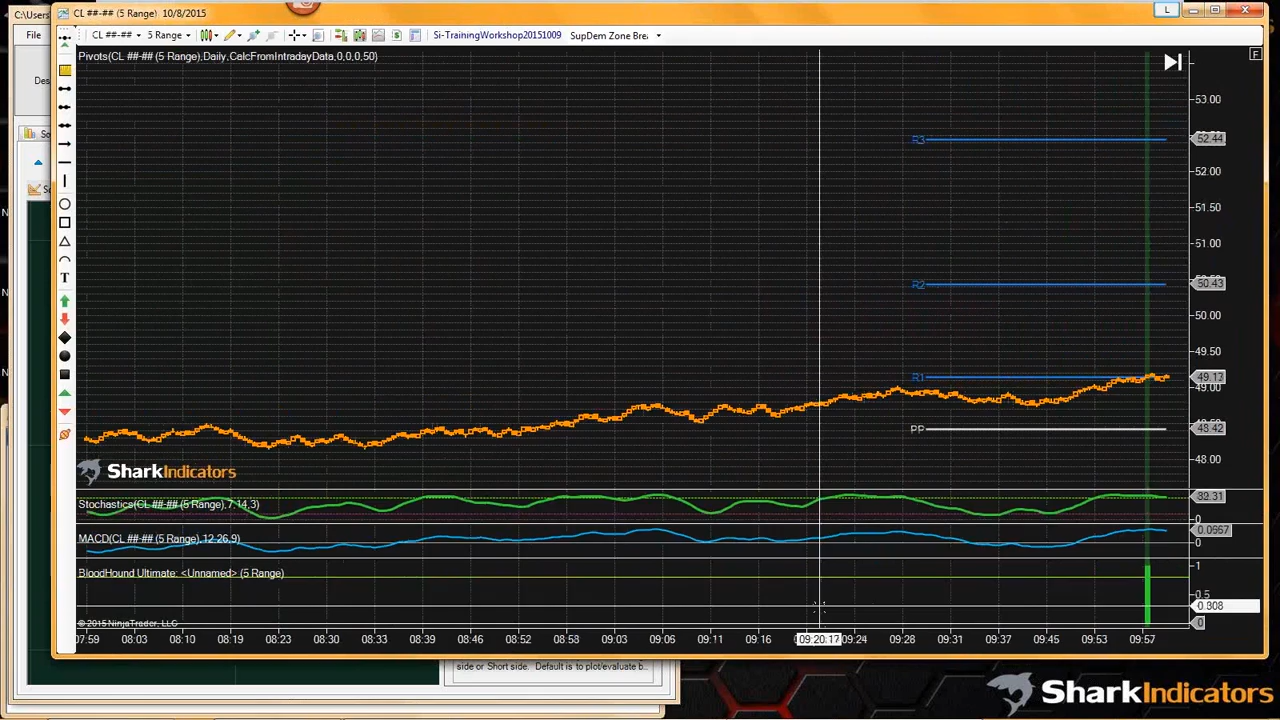 C:\Users
CL ##-## (5 Range) 10/8/2015
L
File
CL ##-##
5 Range
Si-TrainingWorkshop20151009
SupDem Zone Bre
Pivots(CL ##-## (5 Range),Daily,CalcFromIntradayData,0,0,0,50)
F
Des
53.00
R3
52.44
52.00
51.50
51.00
R2
50.43
50.00
49.50
R1
49.00
PP
48.42
48.00
SharkIndicators
Stochastics(CL ##-## (5 Range),7,14,3)
0
MACD(CL ##-## (5 Range),12,26,9)
0.0667
0
BloodHound Ultimate: <Unnamed> (5 Range)
1
0.5
0.308
0
© 2015 NinjaTrader, LLC
07:59 08:03 08:10 08:19 08:23 08:30 08:33 08:39 08:46 08:52 08:58 09:03 09:06 09:11 09:16 09:20:17 09:24 09:28 09:31 09:37 09:45 09:53 09:57
side or Short side. Default is to plot/evaluate b...
SharkIndicators
T